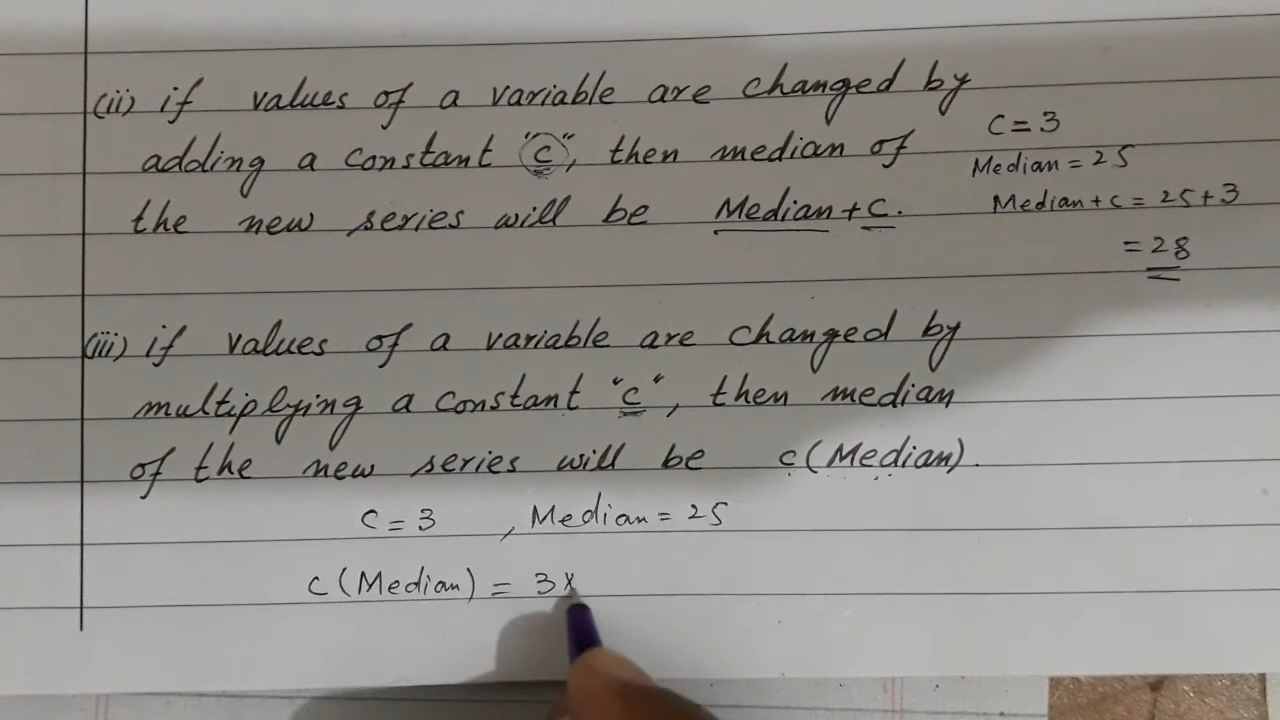 (ii) if values of a variable are changed by
adding a constant "c", then median of
the new series will be Median + c.
c = 3
Median = 25
Median + c = 25 + 3
= 28
(iii) if values of a variable are changed by
multiplying a constant "c", then median
of the new series will be c(Median).
c = 3 , Median = 25
c(Median) = 3x